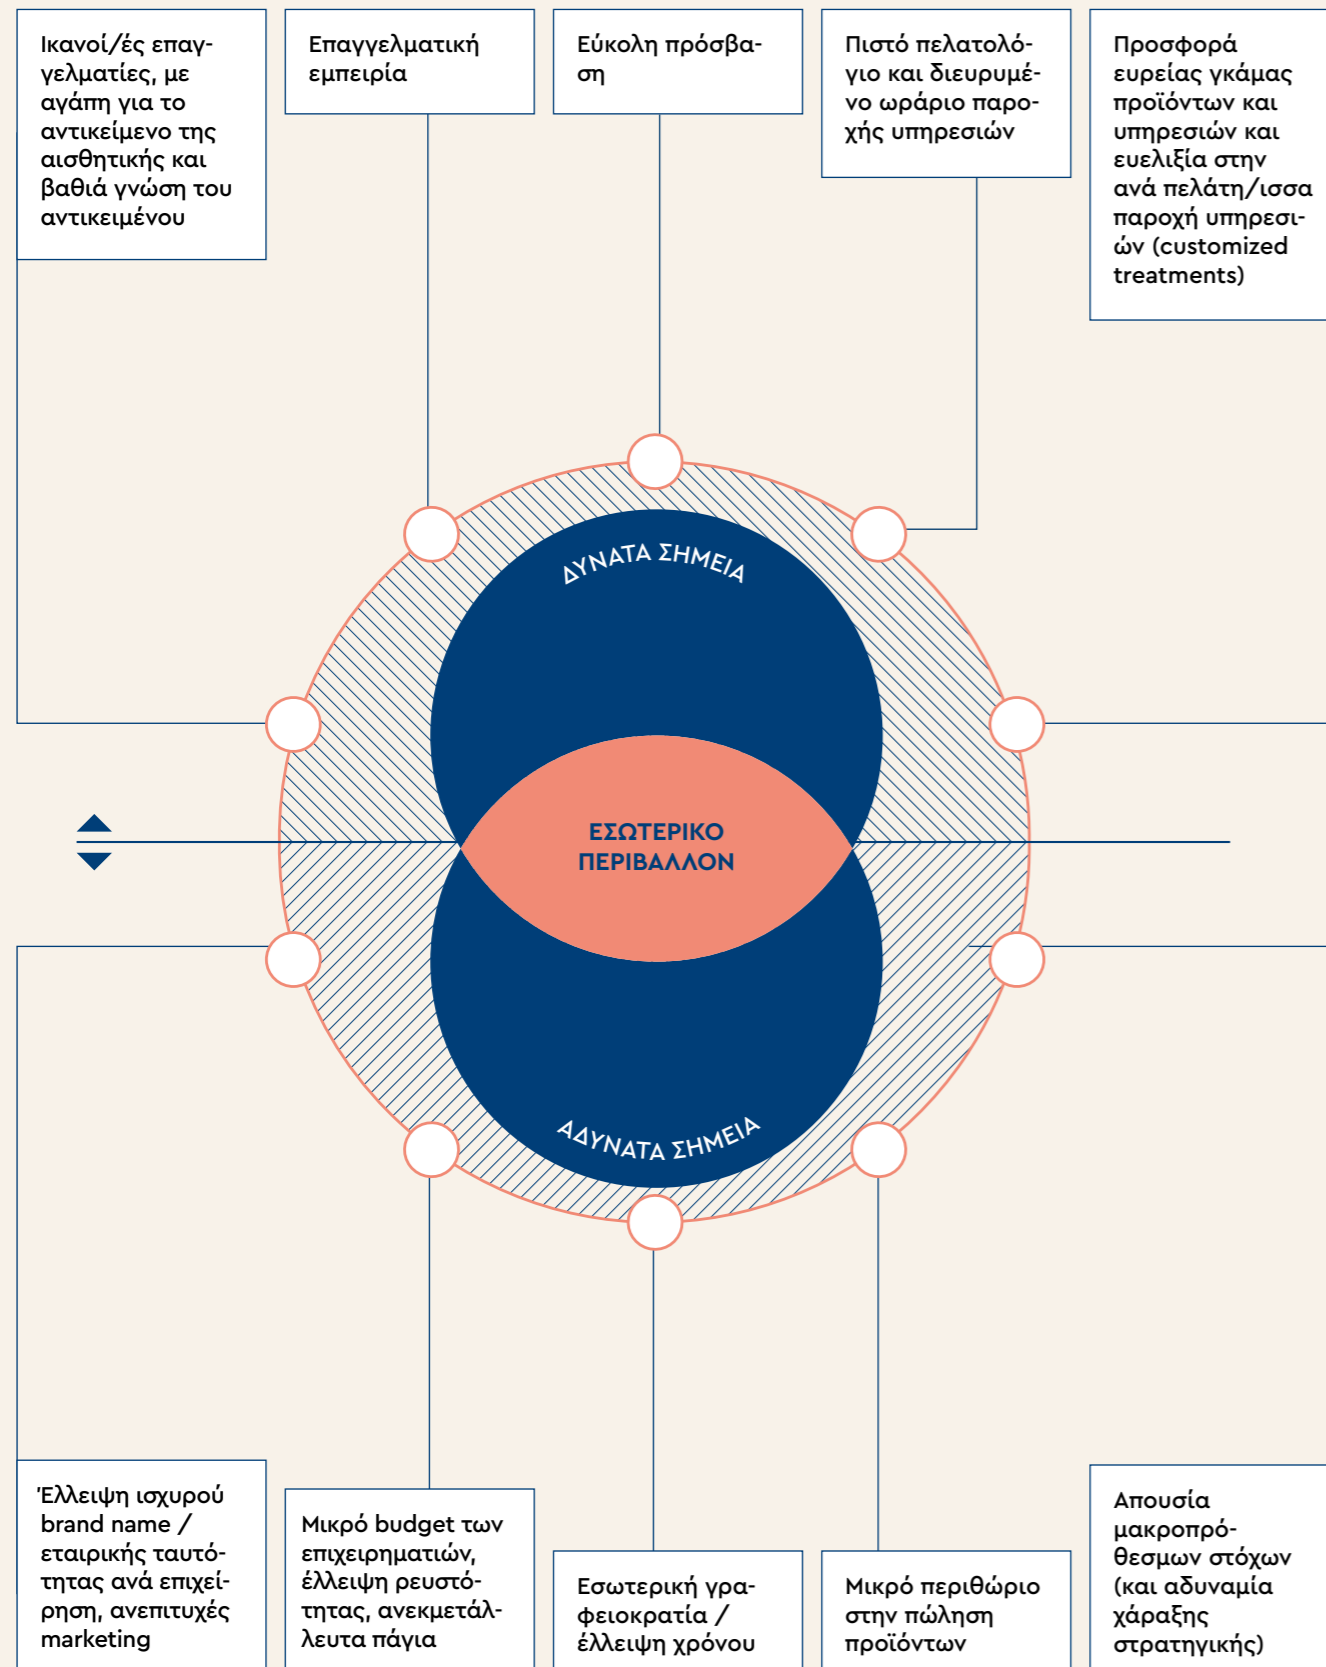 Ικανοί/ές επαγ-
γελματίες, με
αγάπη για το
αντικείμενο της
αισθητικής και
βαθιά γνώση του
αντικειμένου
Επαγγελματική
εμπειρία
Εύκολη πρόσβα-
ση
Πιστό πελατολό-
γιο και διευρυμέ-
νο ωράριο παρο-
χής υπηρεσιών
Προσφορά
ευρείας γκάμας
προϊόντων και
υπηρεσιών και
ευελιξία στην
ανά πελάτη/ισσα
παροχή υπηρεσι-
ών (customized
treatments)
ΔΥΝΑΤΑ ΣΗΜΕΙΑ
ΕΣΩΤΕΡΙΚΟ
ΠΕΡΙΒΑΛΛΟΝ
ΑΔΥΝΑΤΑ ΣΗΜΕΙΑ
Έλλειψη ισχυρού
brand name /
εταιρικής ταυτό-
τητας ανά επιχεί-
ρηση, ανεπιτυχές
marketing
Μικρό budget των
επιχειρηματιών,
έλλειψη ρευστό-
τητας, ανεκμετάλ-
λευτα πάγια
Εσωτερική γρα-
φειοκρατία /
έλλειψη χρόνου
Μικρό περιθώριο
στην πώληση
προϊόντων
Απουσία
μακροπρό-
θεσμων στόχων
(και αδυναμία
χάραξης
στρατηγικής)